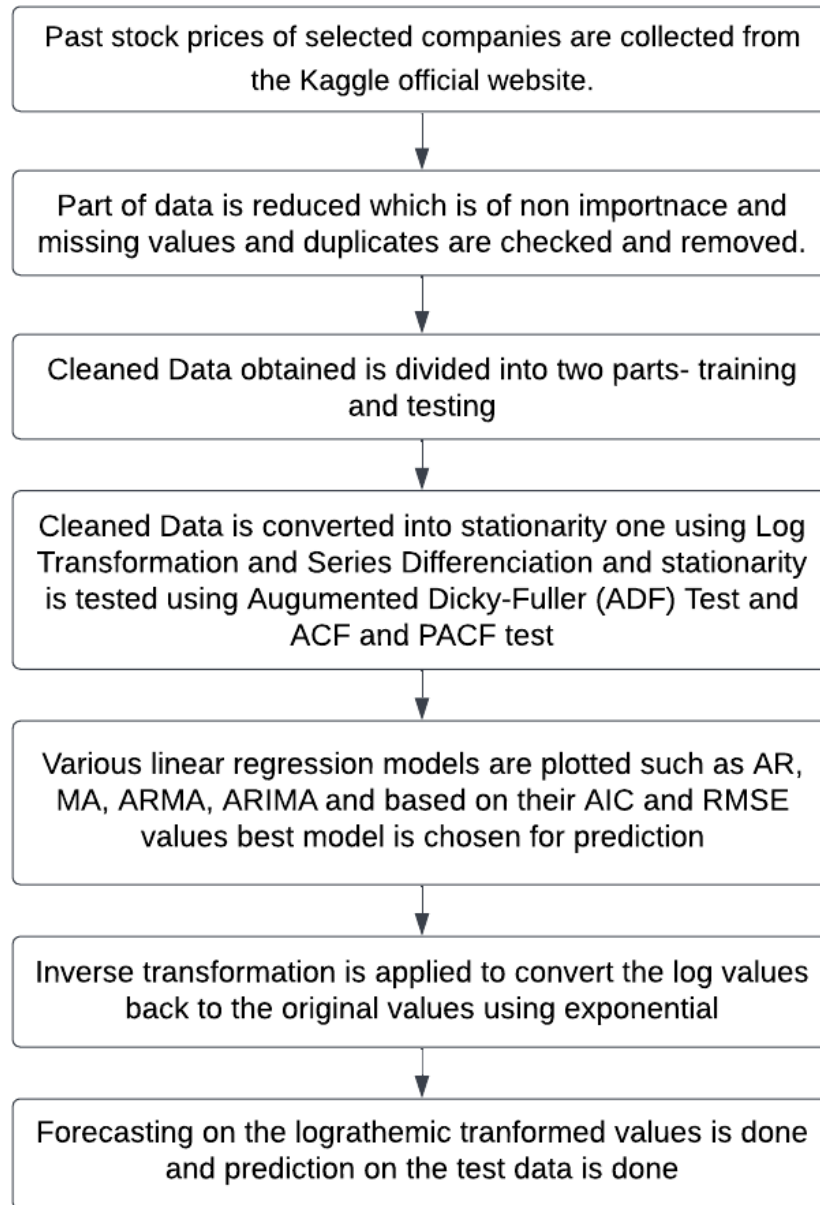 Past stock prices of selected companies are collected from
the Kaggle official website.
Part of data is reduced which is of non importnace and
missing values and duplicates are checked and removed.
Cleaned Data obtained is divided into two parts- training
and testing
Cleaned Data is converted into stationarity one using Log
Transformation and Series Differenciation and stationarity
is tested using Augumented Dicky-Fuller (ADF) Test and
ACF and PACF test
Various linear regression models are plotted such as AR,
MA, ARMA, ARIMA and based on their AIC and RMSE
values best model is chosen for prediction
Inverse transformation is applied to convert the log values
back to the original values using exponential
Forecasting on the lograthemic tranformed values is done
and prediction on the test data is done